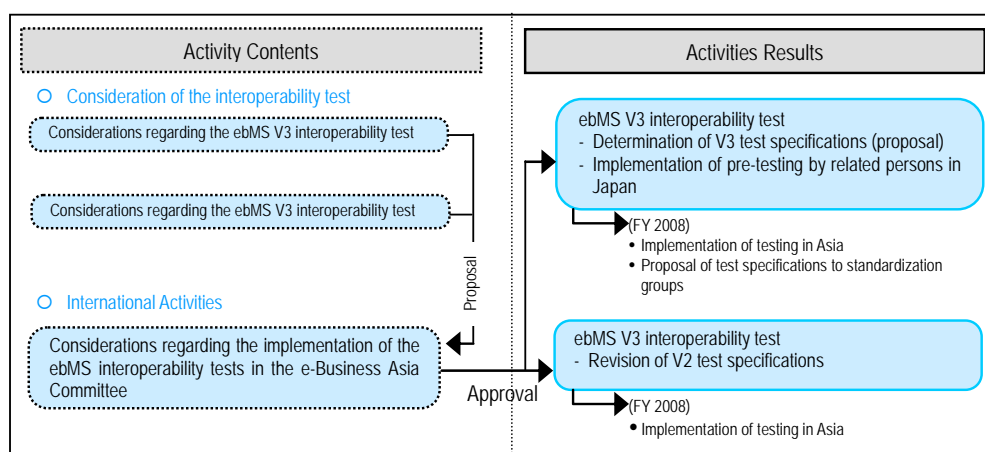 Activity Contents
○ Consideration of the interoperability test
Considerations regarding the ebMS V3 interoperability test
Considerations regarding the ebMS V3 interoperability test
Proposal
○ International Activities
Considerations regarding the implementation of the
ebMS interoperability tests in the e-Business Asia
Committee
Approval
Activities Results
ebMS V3 interoperability test
- Determination of V3 test specifications (proposal)
- Implementation of pre-testing by related persons in
Japan
(FY 2008)
• Implementation of testing in Asia
• Proposal of test specifications to standardization
groups
ebMS V3 interoperability test
- Revision of V2 test specifications
(FY 2008)
• Implementation of testing in Asia